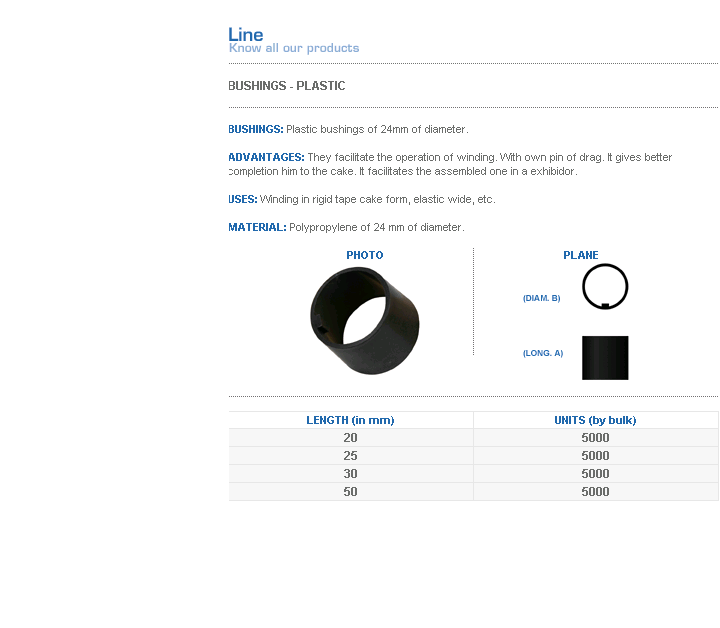 Line
Know all our products
BUSHINGS - PLASTIC
BUSHINGS: Plastic bushings of 24mm of diameter.
ADVANTAGES: They facilitate the operation of winding. With own pin of drag. It gives better
completion him to the cake. It facilitates the assembled one in a exhibidor.
USES: Winding in rigid tape cake form, elastic wide, etc.
MATERIAL: Polypropylene of 24 mm of diameter.
PHOTO PLANE
(DIAM. B)
(LONG. A)
LENGTH (in mm) UNITS (by bulk)
20 5000
25 5000
30 5000
50 5000